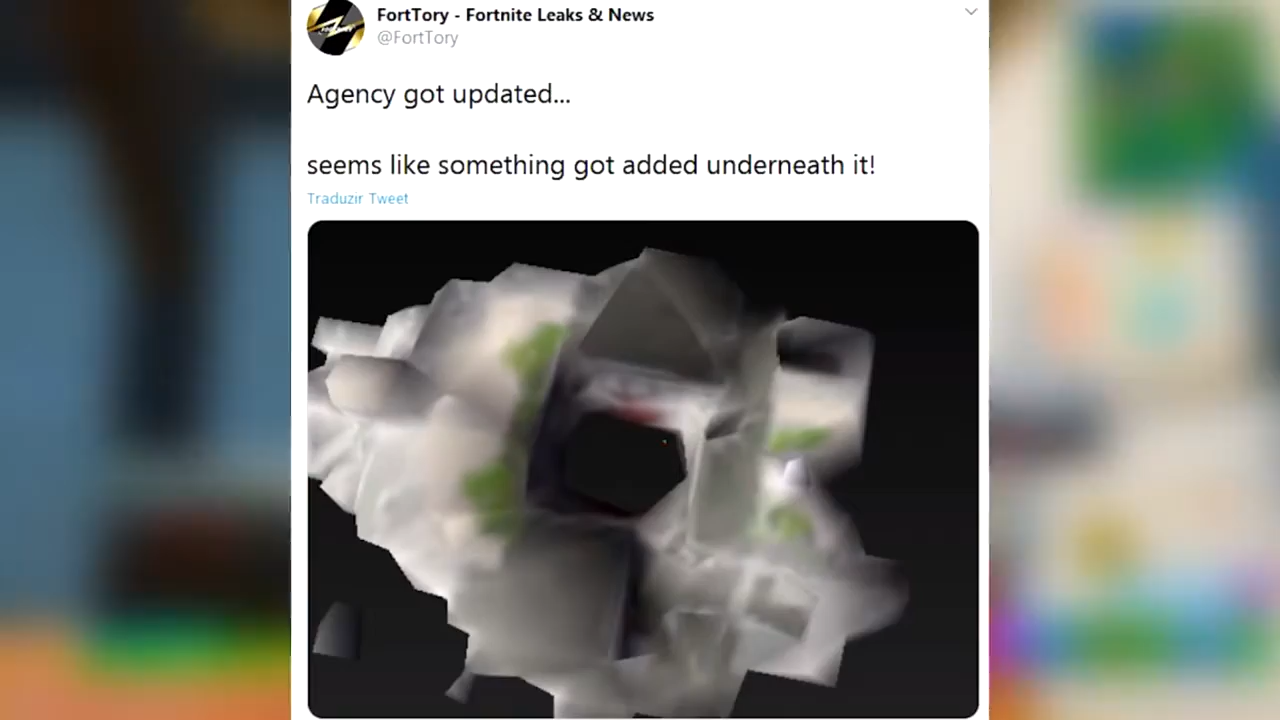 FortTory - Fortnite Leaks & News
@FortTory
Agency got updated...
seems like something got added underneath it!
Traduzir Tweet